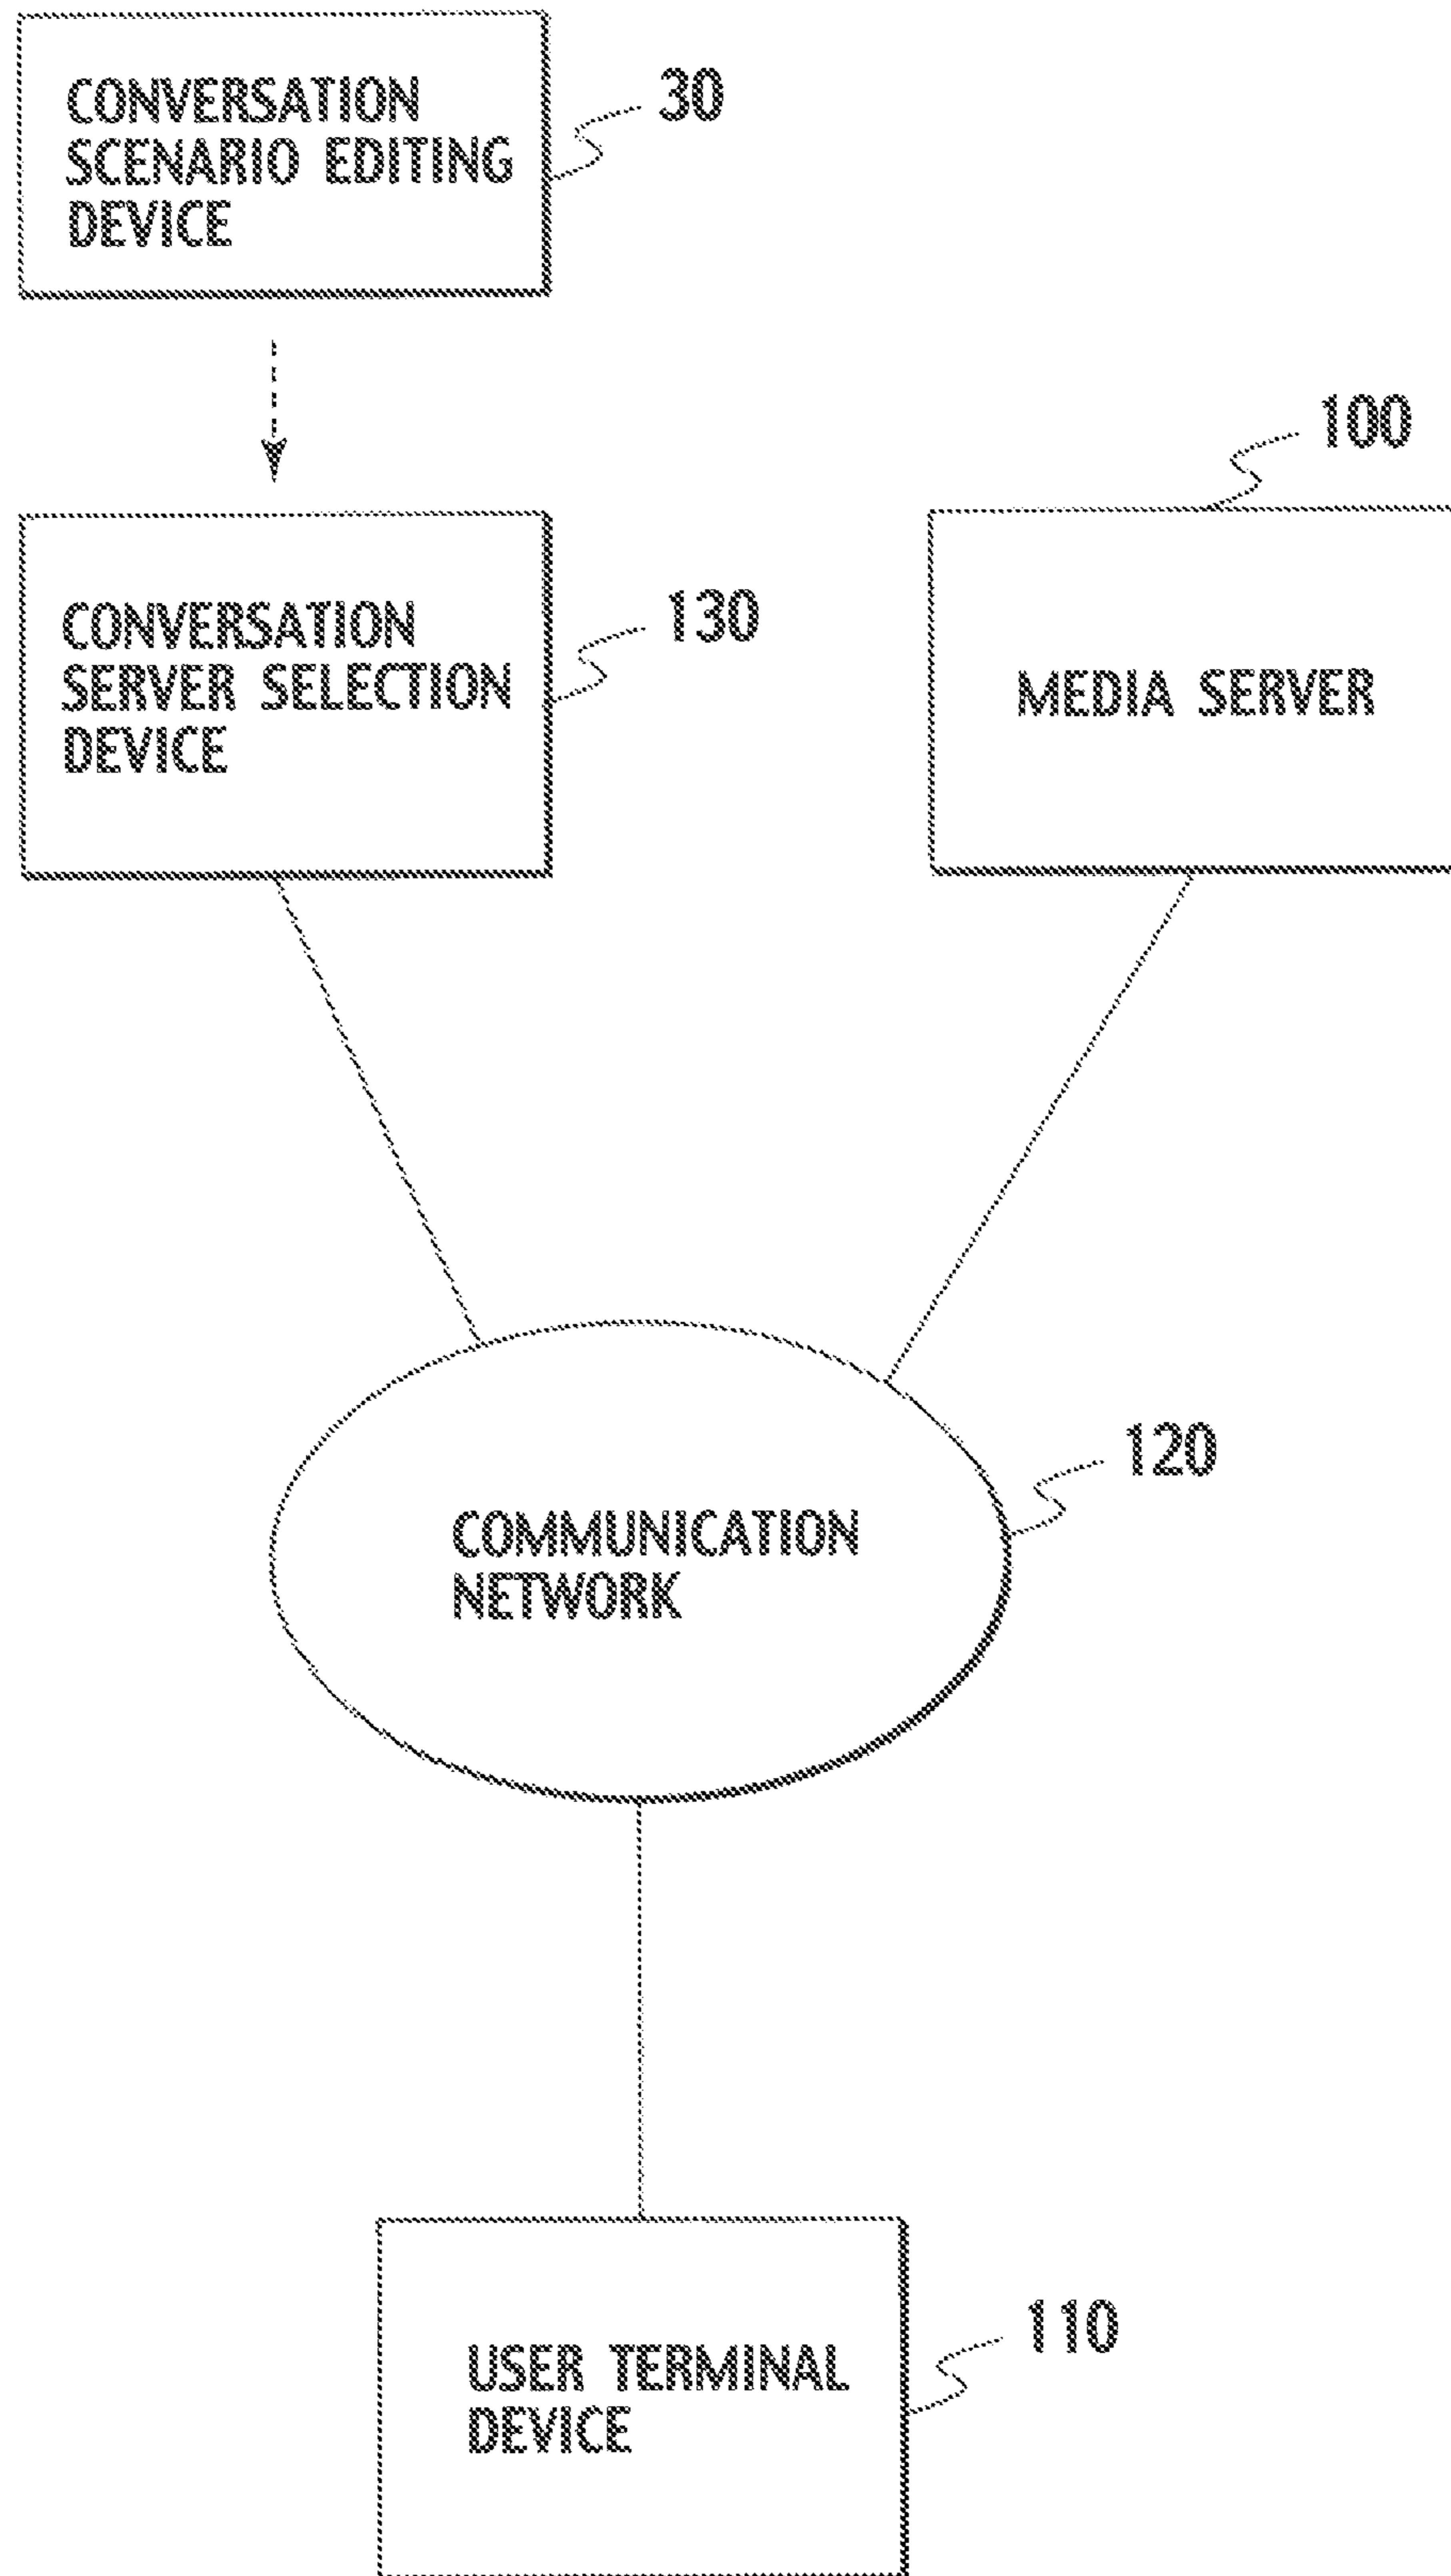 CONVERSATION
SCENARIO EDITING
DEVICE
30
100
CONVERSATION
SERVER SELECTION
DEVICE
130
MEDIA SERVER
120
COMMUNICATION
NETWORK
110
USER TERMINAL
DEVICE